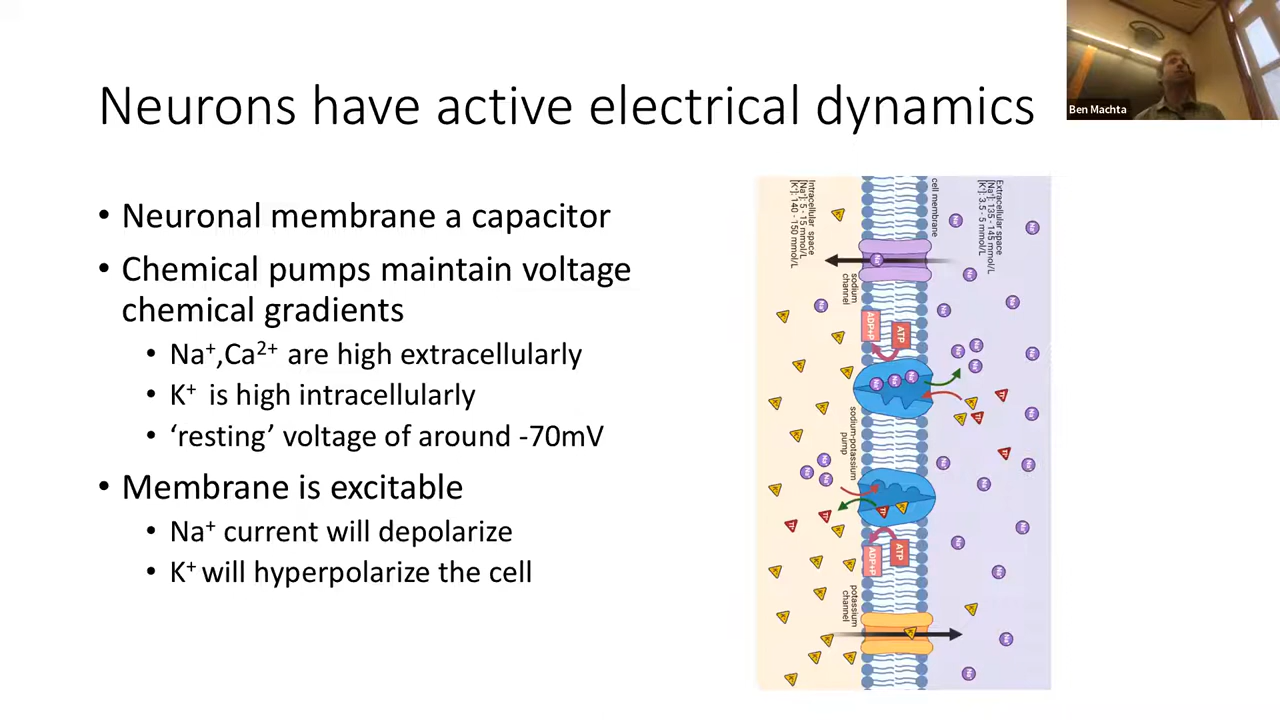 Neurons have active electrical dynamics
Ben Machta
• Neuronal membrane a capacitor
• Chemical pumps maintain voltage
chemical gradients
• Na⁺,Ca²⁺ are high extracellularly
• K⁺ is high intracellularly
• ‘resting’ voltage of around -70mV
• Membrane is excitable
• Na⁺ current will depolarize
• K⁺ will hyperpolarize the cell
Extracellular space
[Na⁺]: 135 - 145 mmol/L
[K⁺]: 3.5 - 5 mmol/L
cell membrane
Intracellular space
[Na⁺]: 5 - 15 mmol/L
[K⁺]: 140 - 150 mmol/L
sodium
channel
ATP
ADP+P
sodium-potassium
pump
ATP
ADP+P
potassium
channel